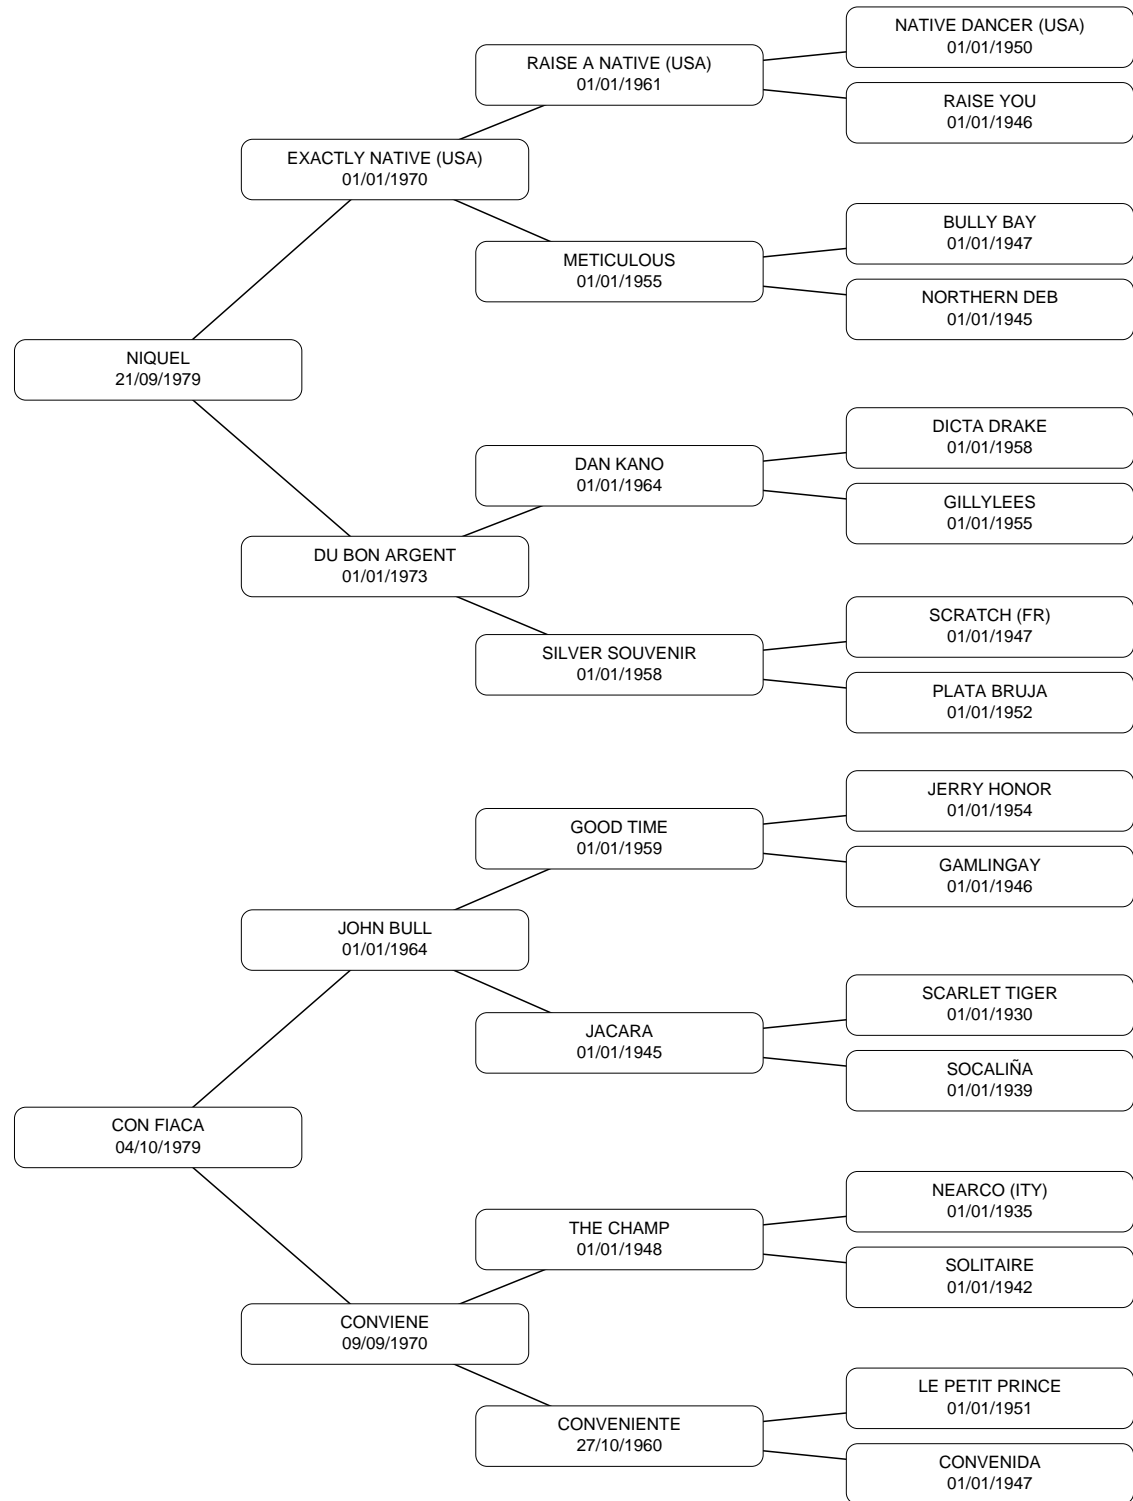 NATIVE DANCER (USA)
01/01/1950
RAISE A NATIVE (USA)
01/01/1961
RAISE YOU
01/01/1946
EXACTLY NATIVE (USA)
01/01/1970
BULLY BAY
01/01/1947
METICULOUS
01/01/1955
NORTHERN DEB
01/01/1945
NIQUEL
21/09/1979
DICTA DRAKE
01/01/1958
DAN KANO
01/01/1964
GILLYLEES
01/01/1955
DU BON ARGENT
01/01/1973
SCRATCH (FR)
01/01/1947
SILVER SOUVENIR
01/01/1958
PLATA BRUJA
01/01/1952
JERRY HONOR
01/01/1954
GOOD TIME
01/01/1959
GAMLINGAY
01/01/1946
JOHN BULL
01/01/1964
SCARLET TIGER
01/01/1930
JACARA
01/01/1945
SOCALIÑA
01/01/1939
CON FIACA
04/10/1979
NEARCO (ITY)
01/01/1935
THE CHAMP
01/01/1948
SOLITAIRE
01/01/1942
CONVIENE
09/09/1970
LE PETIT PRINCE
01/01/1951
CONVENIENTE
27/10/1960
CONVENIDA
01/01/1947